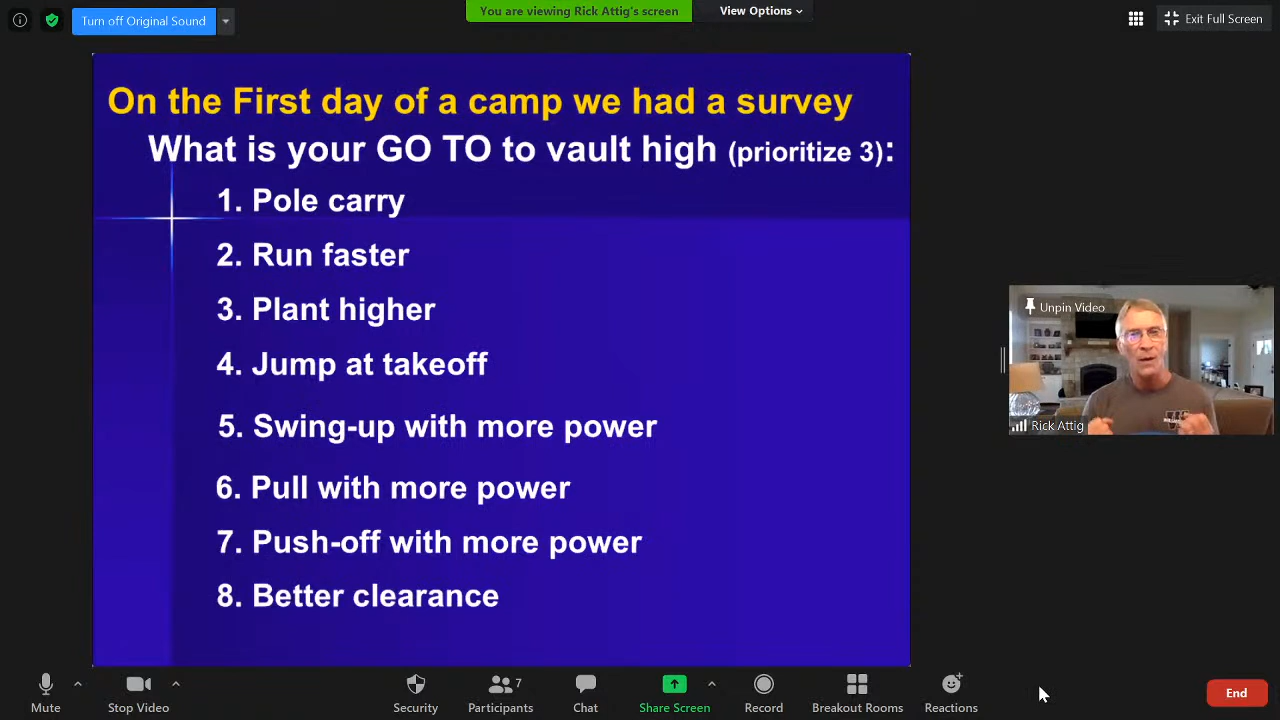 Turn off Original Sound
You are viewing Rick Attig's screen
View Options
Exit Full Screen
On the First day of a camp we had a survey
What is your GO TO to vault high (prioritize 3):
1. Pole carry
2. Run faster
3. Plant higher
4. Jump at takeoff
5. Swing-up with more power
6. Pull with more power
7. Push-off with more power
8. Better clearance
Unpin Video
Rick Attig
Mute
Stop Video
Security
Participants
7
Chat
Share Screen
Record
Breakout Rooms
Reactions
End